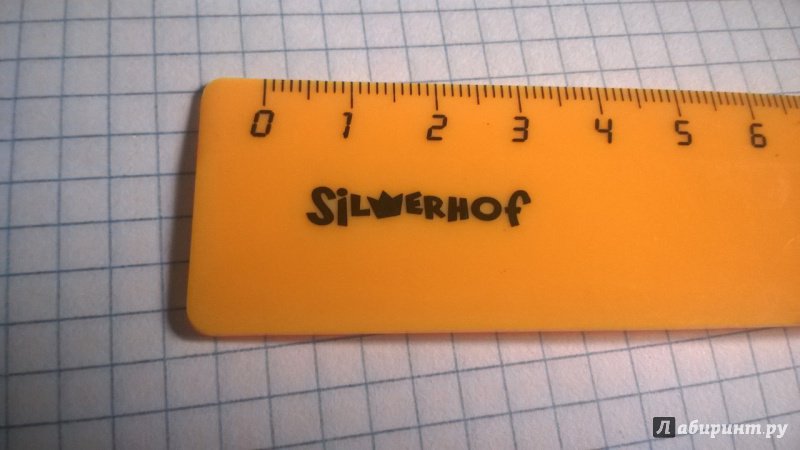 0 1 2 3 4 5 6
SilWERHOf
Лабиринт.ру